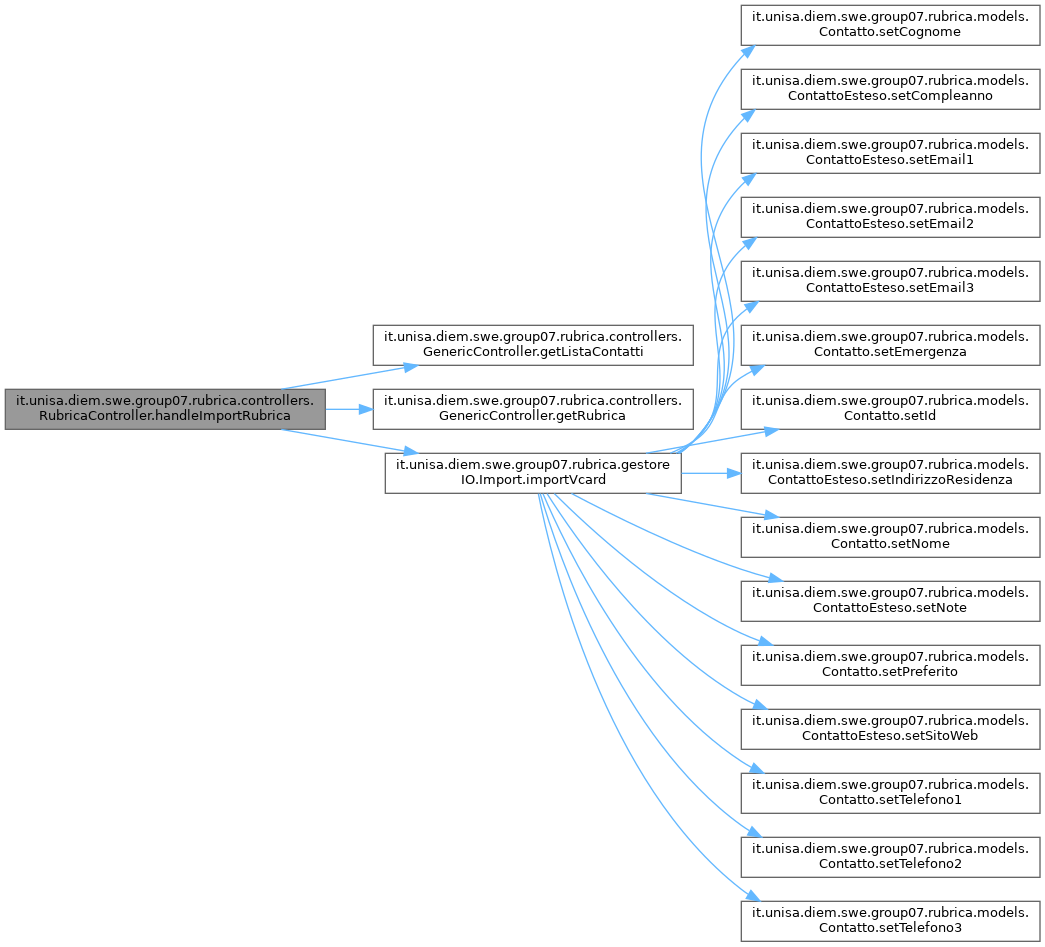 it.unisa.diem.swe.group07.rubrica.models.
Contatto.setCognome
it.unisa.diem.swe.group07.rubrica.models.
ContattoEsteso.setCompleanno
it.unisa.diem.swe.group07.rubrica.models.
ContattoEsteso.setEmail1
it.unisa.diem.swe.group07.rubrica.models.
ContattoEsteso.setEmail2
it.unisa.diem.swe.group07.rubrica.models.
ContattoEsteso.setEmail3
it.unisa.diem.swe.group07.rubrica.controllers.
GenericController.getListaContatti
it.unisa.diem.swe.group07.rubrica.models.
Contatto.setEmergenza
it.unisa.diem.swe.group07.rubrica.controllers.
RubricaController.handleImportRubrica
it.unisa.diem.swe.group07.rubrica.controllers.
GenericController.getRubrica
it.unisa.diem.swe.group07.rubrica.models.
Contatto.setId
it.unisa.diem.swe.group07.rubrica.gestore
IO.Import.importVcard
it.unisa.diem.swe.group07.rubrica.models.
ContattoEsteso.setIndirizzoResidenza
it.unisa.diem.swe.group07.rubrica.models.
Contatto.setNome
it.unisa.diem.swe.group07.rubrica.models.
ContattoEsteso.setNote
it.unisa.diem.swe.group07.rubrica.models.
Contatto.setPreferito
it.unisa.diem.swe.group07.rubrica.models.
ContattoEsteso.setSitoWeb
it.unisa.diem.swe.group07.rubrica.models.
Contatto.setTelefono1
it.unisa.diem.swe.group07.rubrica.models.
Contatto.setTelefono2
it.unisa.diem.swe.group07.rubrica.models.
Contatto.setTelefono3